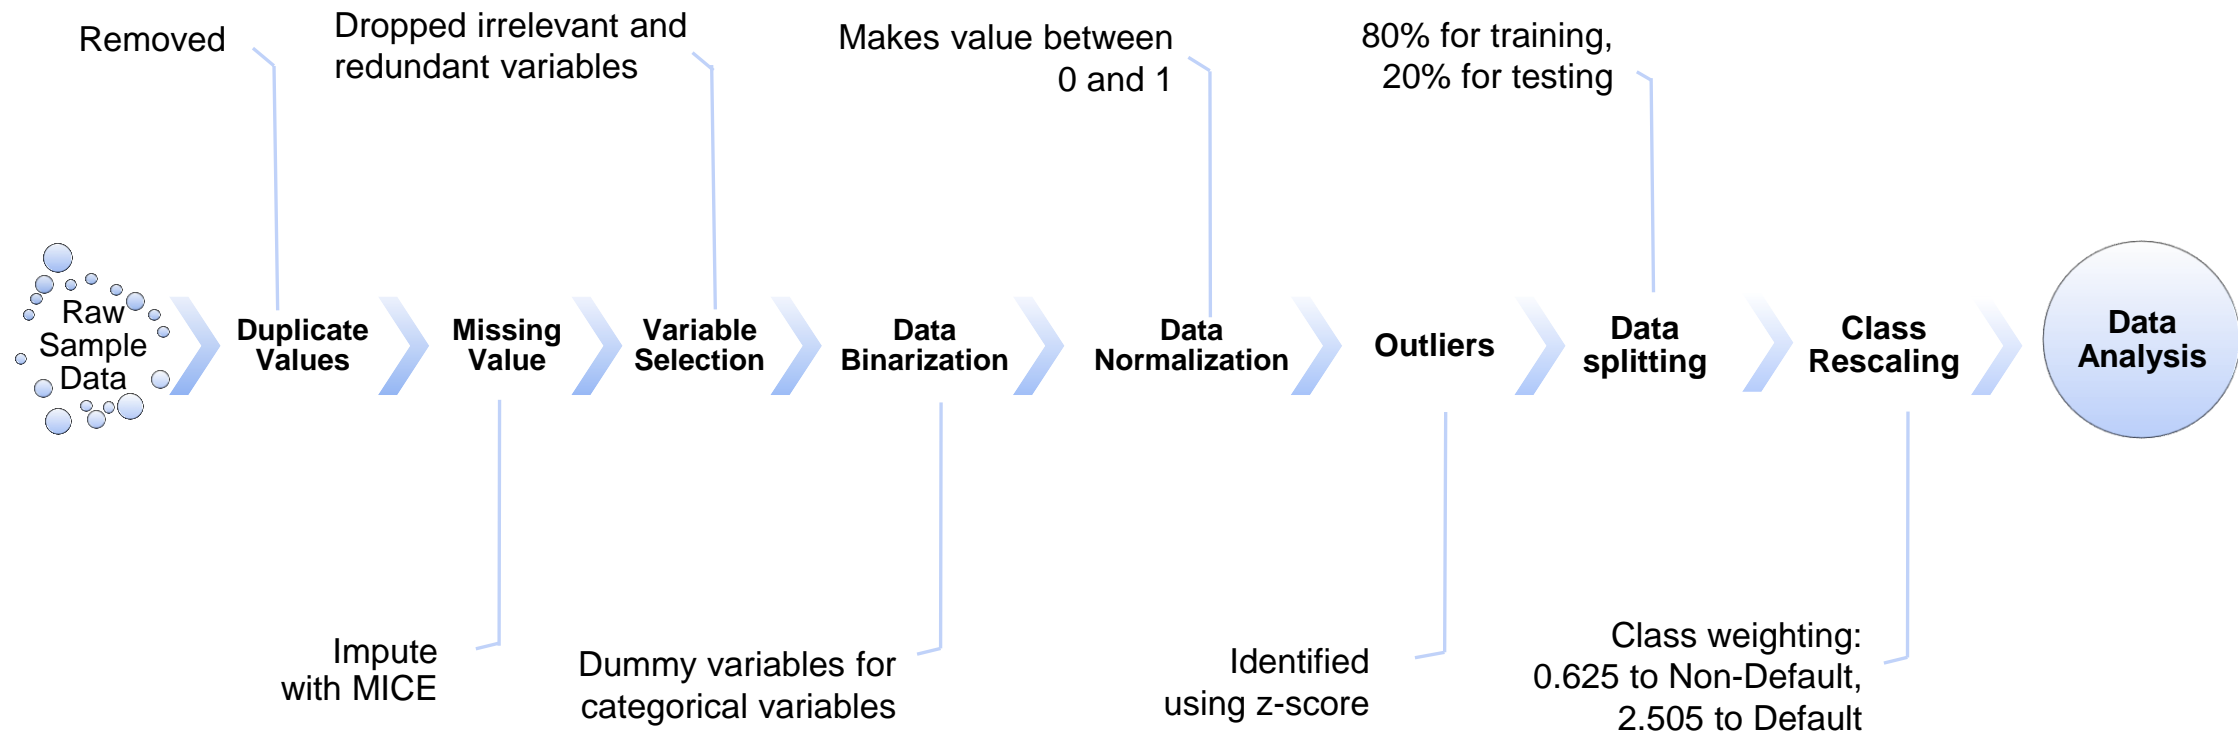 Removed
Dropped irrelevant and
redundant variables
Makes value between
0 and 1
80% for training,
20% for testing
Raw
Sample
Data
Duplicate
Values
Missing
Value
Variable
Selection
Data
Binarization
Data
Normalization
Outliers
Data
splitting
Class
Rescaling
Data
Analysis
Impute
with MICE
Dummy variables for
categorical variables
Identified
using z-score
Class weighting:
0.625 to Non-Default,
2.505 to Default